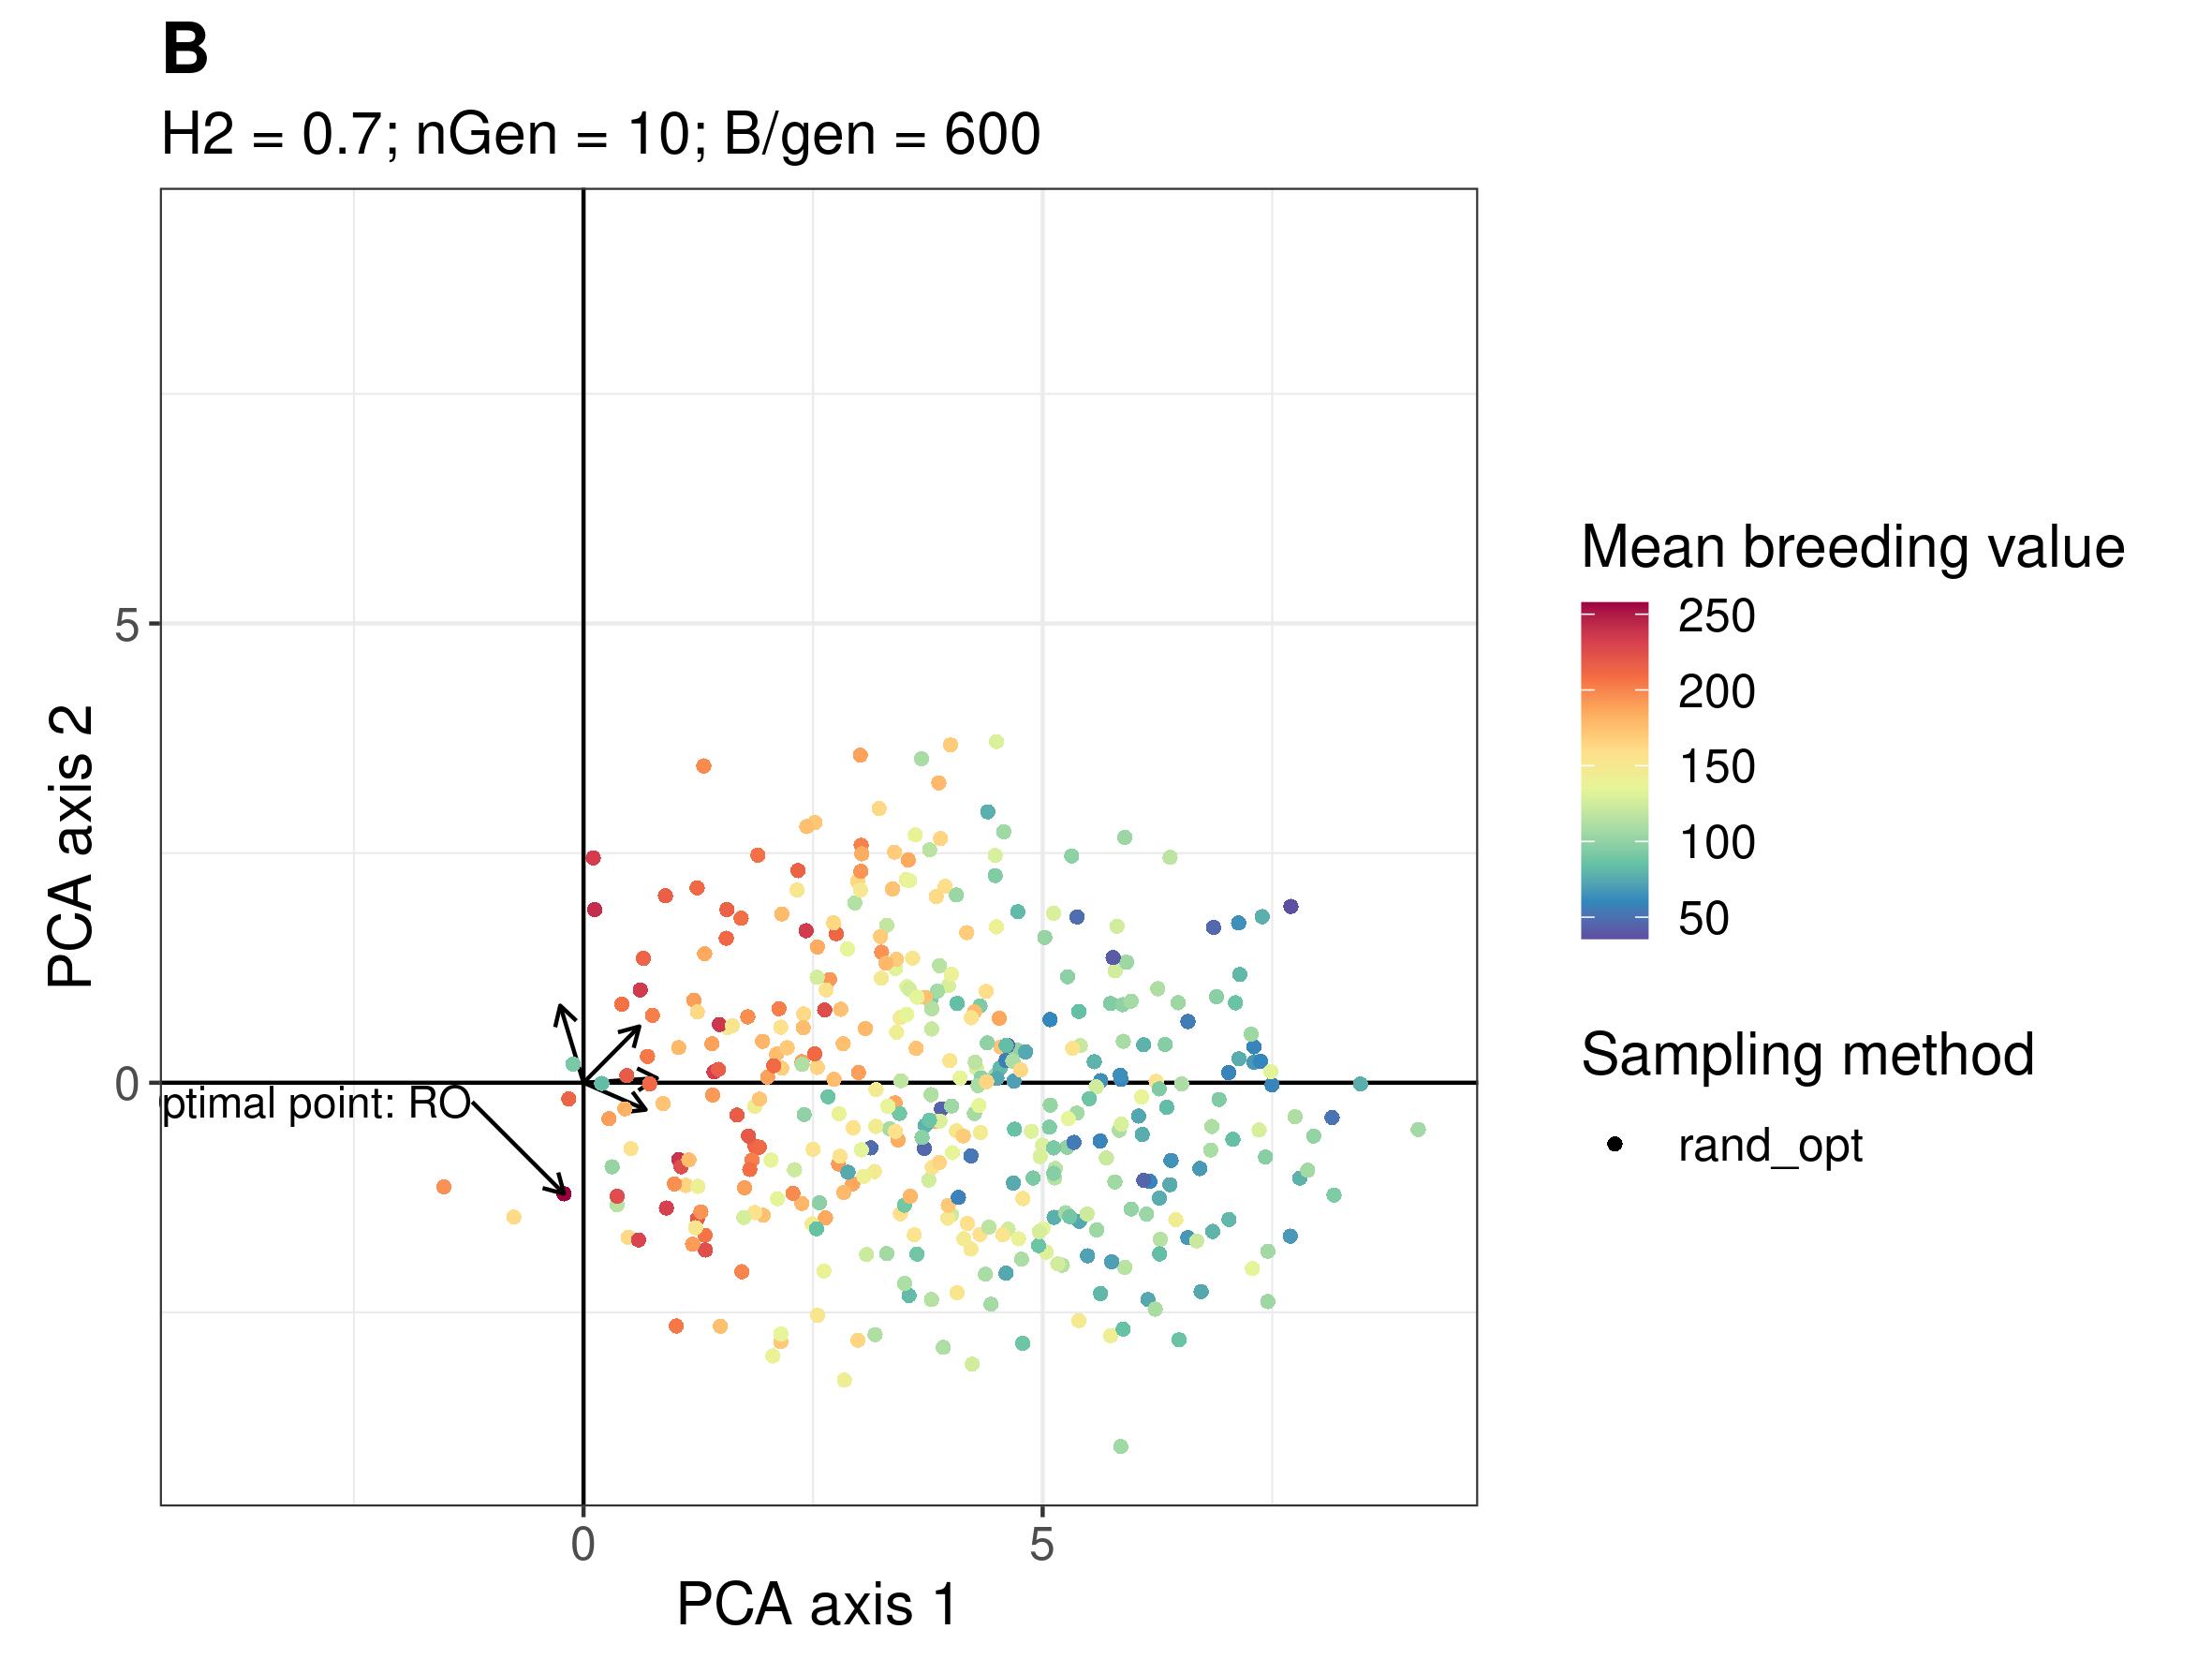 B
H2 = 0.7; nGen = 10; B/gen = 600
PCA axis 2
5
0
ptimal point: RO
0
5
PCA axis 1
Mean breeding value
250
200
150
100
50
Sampling method
rand_opt